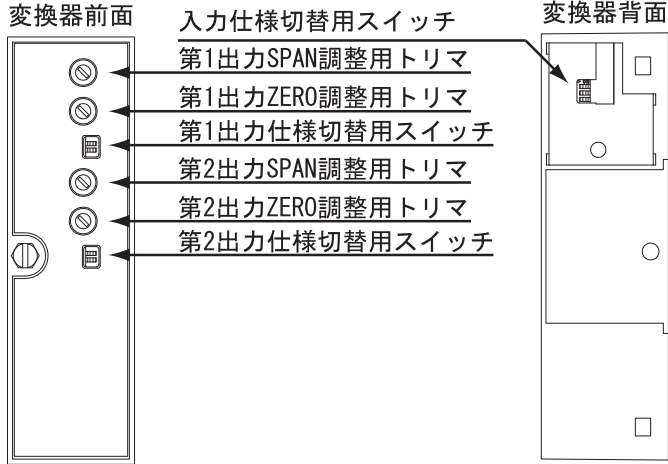 変換器前面
入力仕様切替用スイッチ
変換器背面
第1出力SPAN調整用トリマ
第1出力ZERO調整用トリマ
第1出力仕様切替用スイッチ
第2出力SPAN調整用トリマ
第2出力ZERO調整用トリマ
第2出力仕様切替用スイッチ